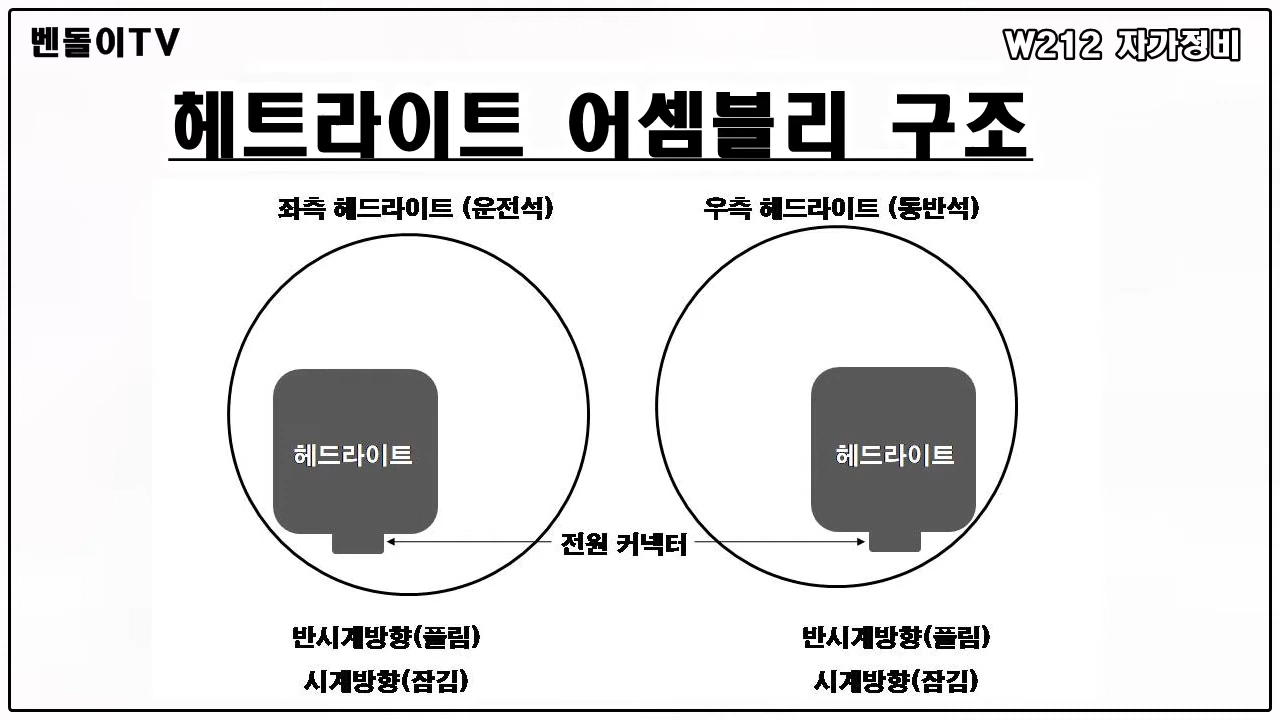 벤돌이TV
W212 자가정비
헤트라이트 어셈블리 구조
좌측 헤드라이트 (운전석)
우측 헤드라이트 (동반석)
헤드라이트
헤드라이트
전원 커넥터
반시계방향(플림)
시계방향(잠김)
반시계방향(플림)
시계방향(잠김)